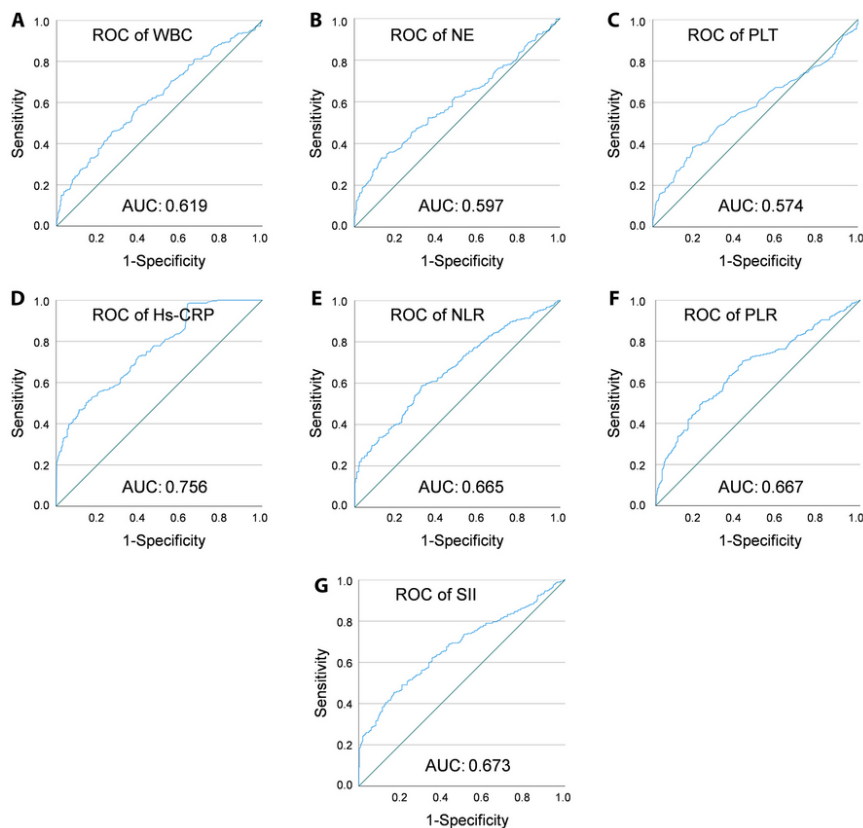 A
ROC of WBC
1.0
0.8
0.6
0.4
0.2
0.0
Sensitivity
AUC: 0.619
0.2 0.4 0.6 0.8 1.0
1-Specificity
B
ROC of NE
1.0
0.8
0.6
0.4
0.2
0.0
Sensitivity
AUC: 0.597
0.2 0.4 0.6 0.8 1.0
1-Specificity
C
ROC of PLT
1.0
0.8
0.6
0.4
0.2
0.0
Sensitivity
AUC: 0.574
0.2 0.4 0.6 0.8 1.0
1-Specificity
D
ROC of Hs-CRP
1.0
0.8
0.6
0.4
0.2
0.0
Sensitivity
AUC: 0.756
0.2 0.4 0.6 0.8 1.0
1-Specificity
E
ROC of NLR
1.0
0.8
0.6
0.4
0.2
0.0
Sensitivity
AUC: 0.665
0.2 0.4 0.6 0.8 1.0
1-Specificity
F
ROC of PLR
1.0
0.8
0.6
0.4
0.2
0.0
Sensitivity
AUC: 0.667
0.2 0.4 0.6 0.8 1.0
1-Specificity
G
ROC of SII
1.0
0.8
0.6
0.4
0.2
0.0
Sensitivity
AUC: 0.673
0.2 0.4 0.6 0.8 1.0
1-Specificity